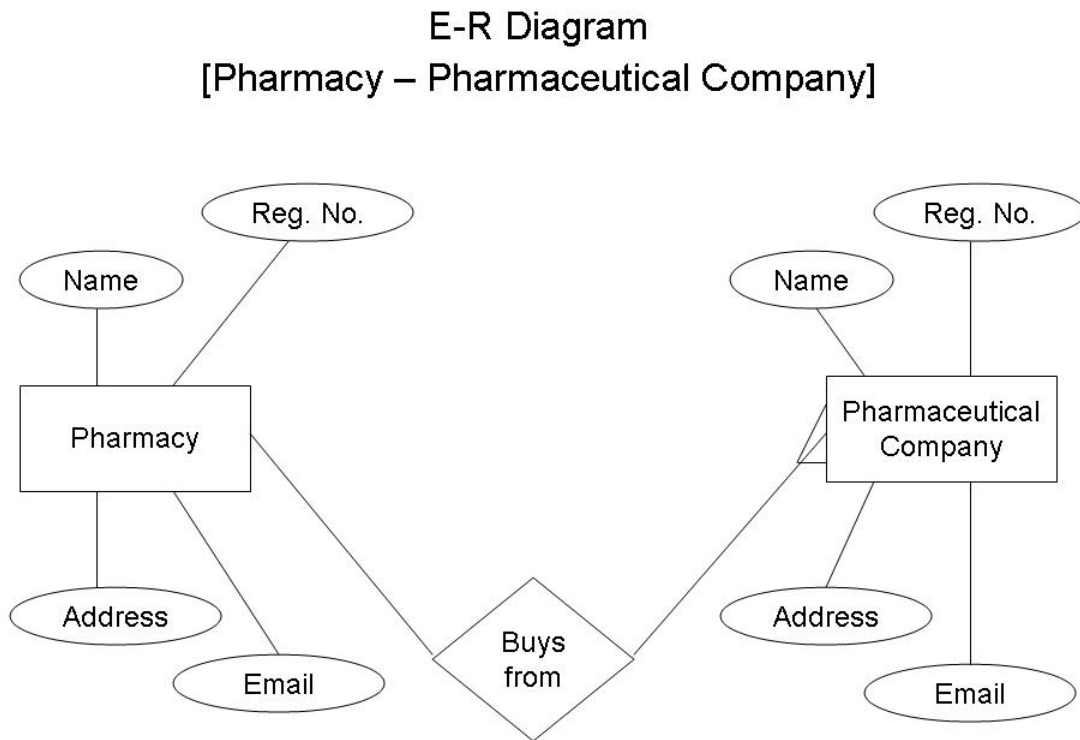 E-R Diagram
[Pharmacy – Pharmaceutical Company]
Reg. No.
Name
Pharmacy
Address
Email
Buys
from
Reg. No.
Name
Pharmaceutical
Company
Address
Email